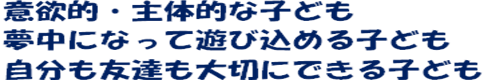 意欲的・主体的な子ども
夢中になって遊び込める子ども
自分も友達も大切にできる子ども